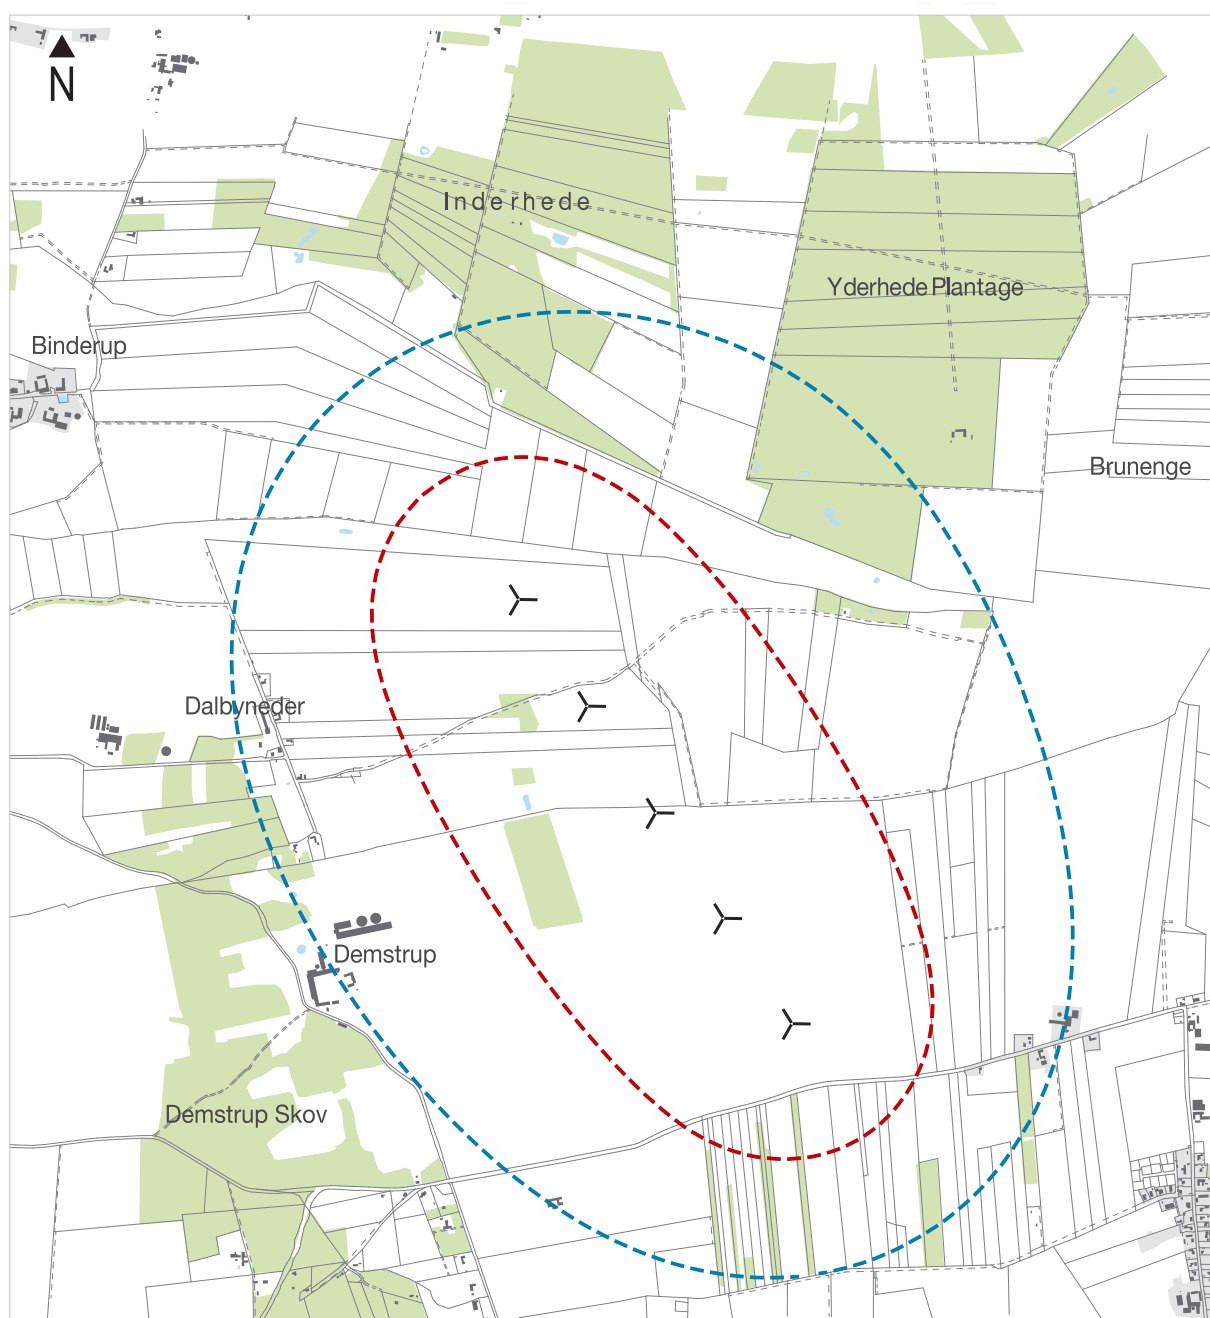 N
Inderhede
Yderhede Plantage
Binderup
Brunenge
Dalbyneder
Demstrup
Demstrup Skov